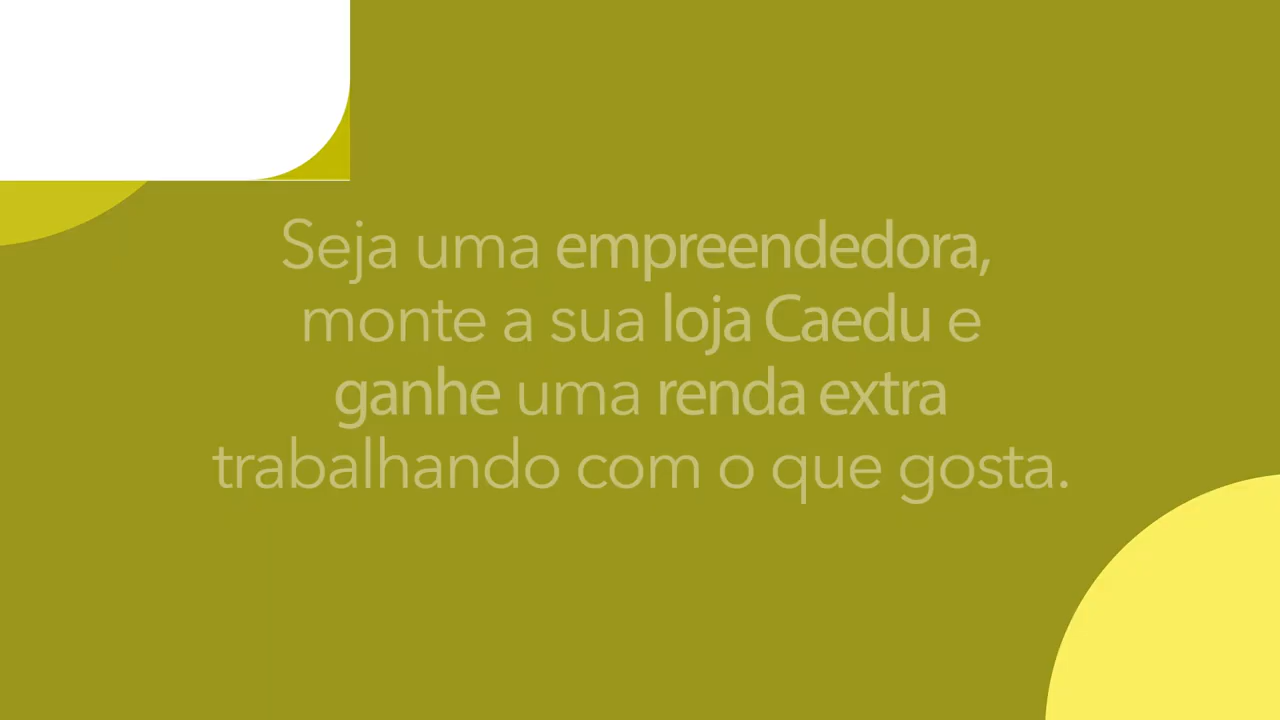 Seja uma empreendedora,
monte a sua loja Caedu e
ganhe uma renda extra
trabalhando com o que gosta.